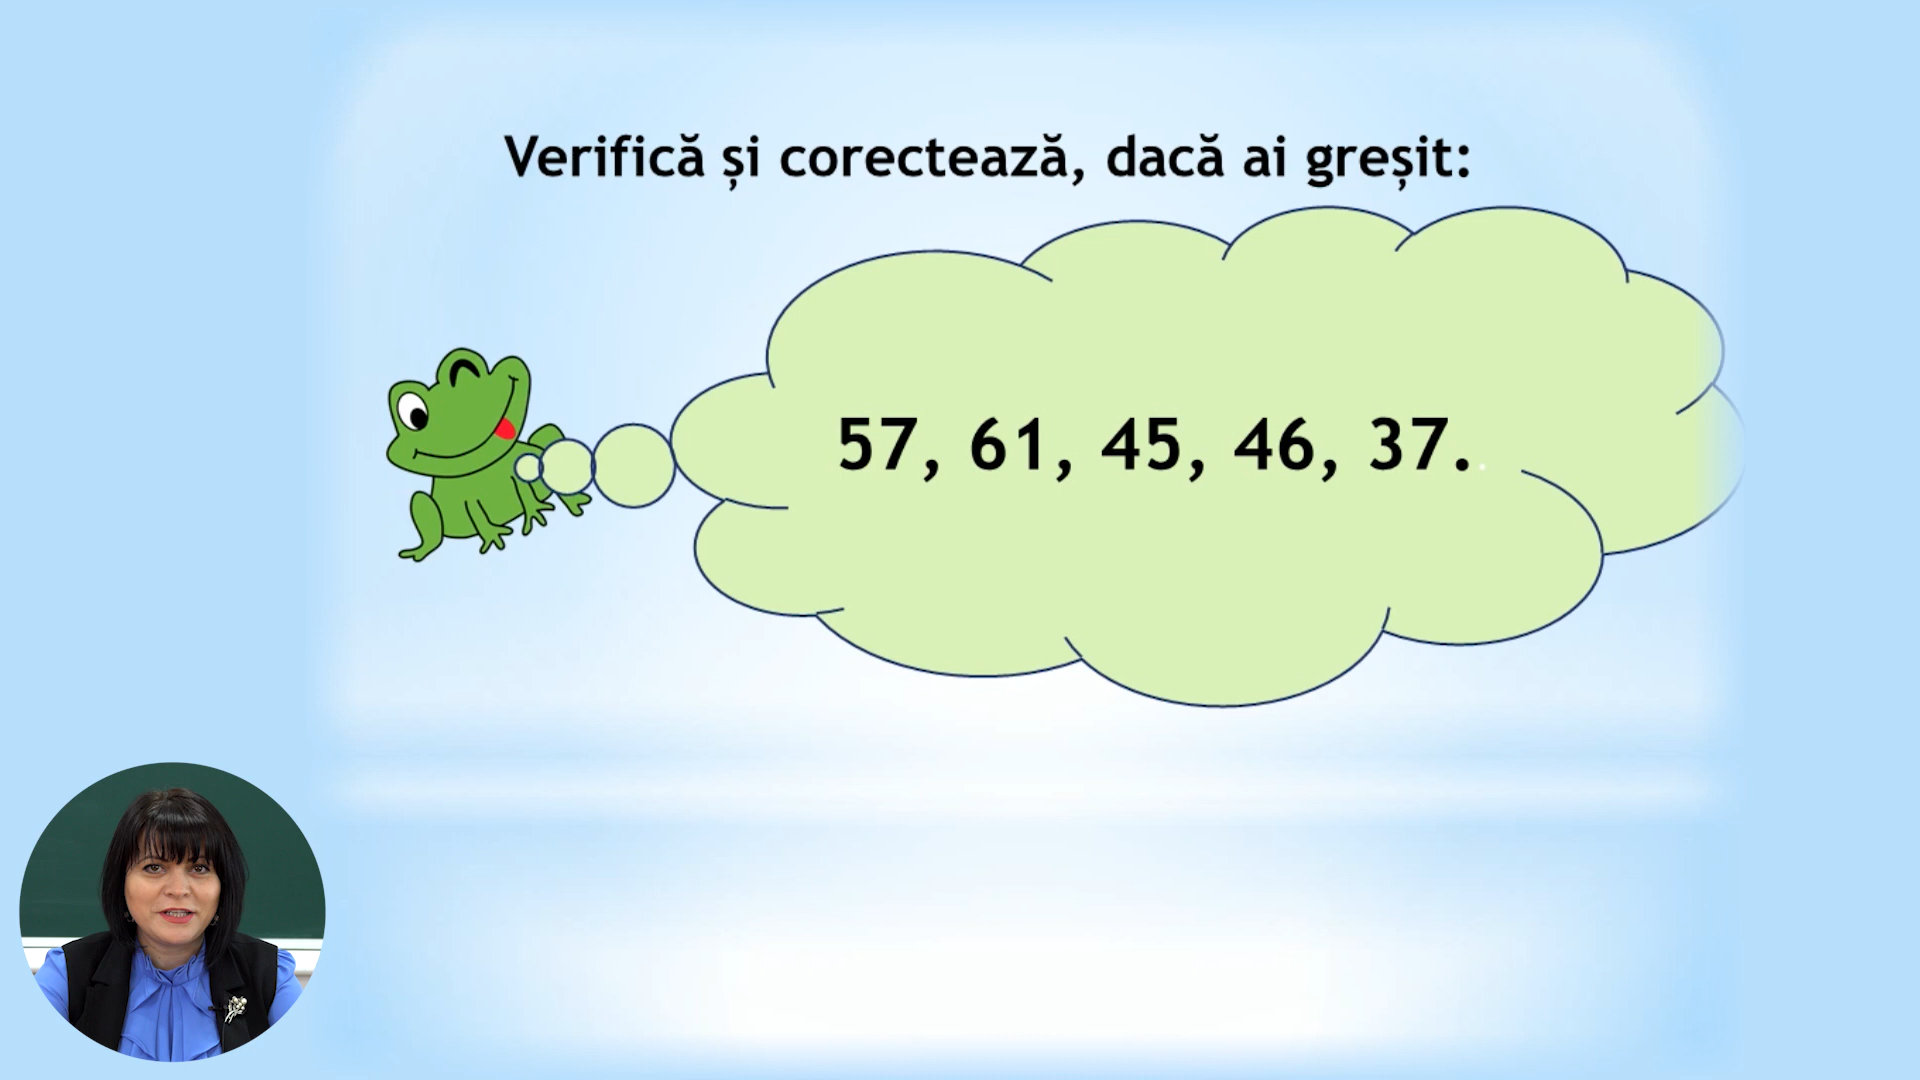 Verifică și corectează, dacă ai greșit:
57, 61, 45, 46, 37.